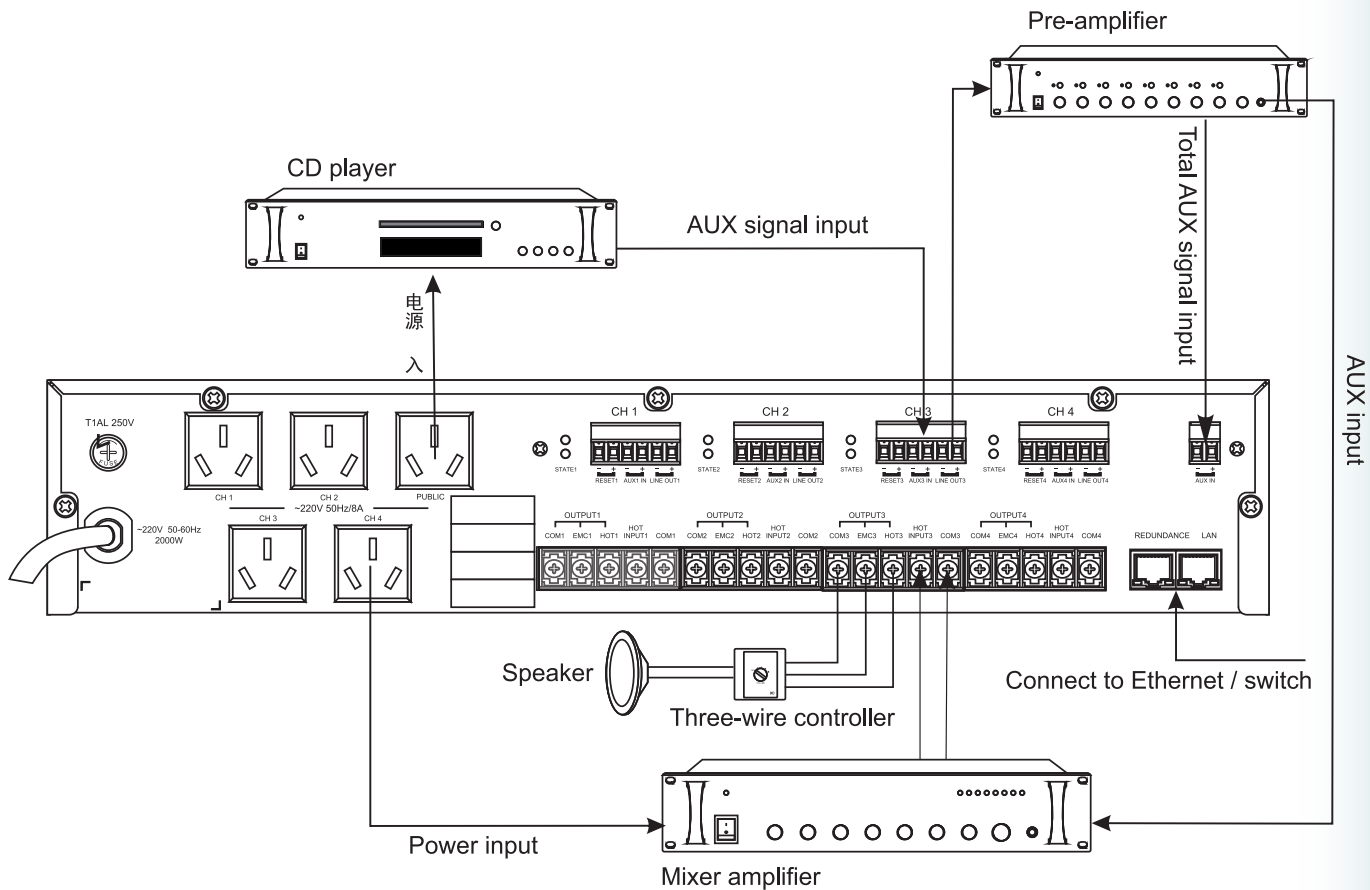 Pre-amplifier
CD player
AUX signal input
Total AUX signal input
AUX input
电源 入
T1AL 250V
FUSE
CH 1
CH 2
PUBLIC
~220V 50Hz/8A
CH 3
CH 4
~220V 50-60Hz
2000W
CH 1
CH 2
CH 3
CH 4
STATE1
STATE2
STATE3
STATE4
- + - + - +
RESET1 AUX1 IN LINE OUT1
- + - + - +
RESET2 AUX2 IN LINE OUT2
- + - + - +
RESET3 AUX3 IN LINE OUT3
- + - + - +
RESET4 AUX4 IN LINE OUT4
- +
AUX IN
OUTPUT1
COM1 EMC1 HOT1 HOT INPUT1 COM1
OUTPUT2
COM2 EMC2 HOT2 HOT INPUT2 COM2
OUTPUT3
COM3 EMC3 HOT3 HOT INPUT3 COM3
OUTPUT4
COM4 EMC4 HOT4 HOT INPUT4 COM4
REDUNDANCE LAN
Speaker
Three-wire controller
Connect to Ethernet / switch
Power input
Mixer amplifier